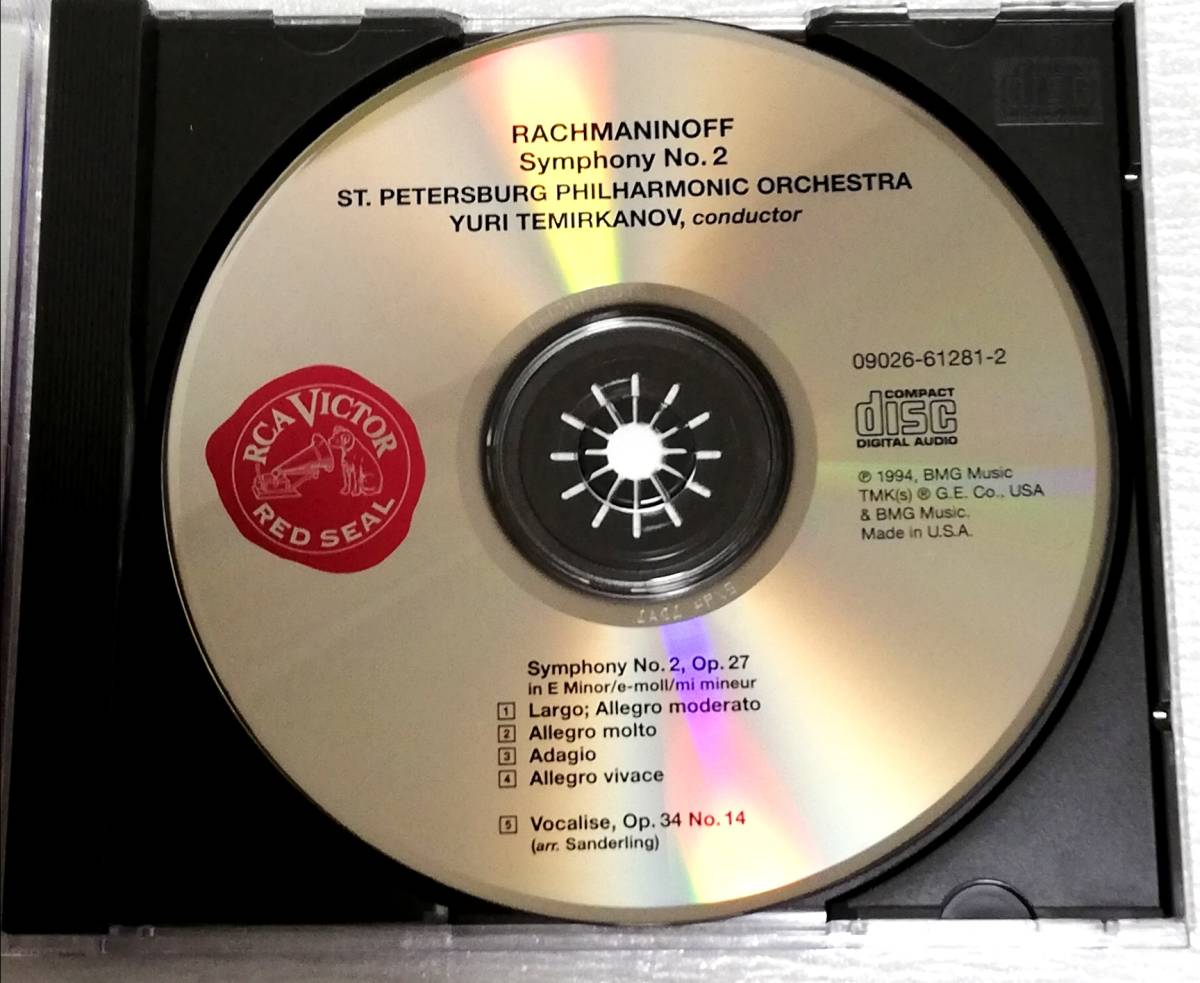 RACHMANINOFF
Symphony No. 2
ST. PETERSBURG PHILHARMONIC ORCHESTRA
YURI TEMIRKANOV, conductor
RCA VICTOR
RED SEAL
09026-61281-2
COMPACT
disc
DIGITAL AUDIO
℗ 1994, BMG Music
TMK(s) ® G.E. Co., USA
& BMG Music.
Made in U.S.A.
Symphony No. 2, Op. 27
in E Minor/e-moll/mi mineur
1 Largo; Allegro moderato
2 Allegro molto
3 Adagio
4 Allegro vivace
5 Vocalise, Op. 34 No. 14
(arr. Sanderling)